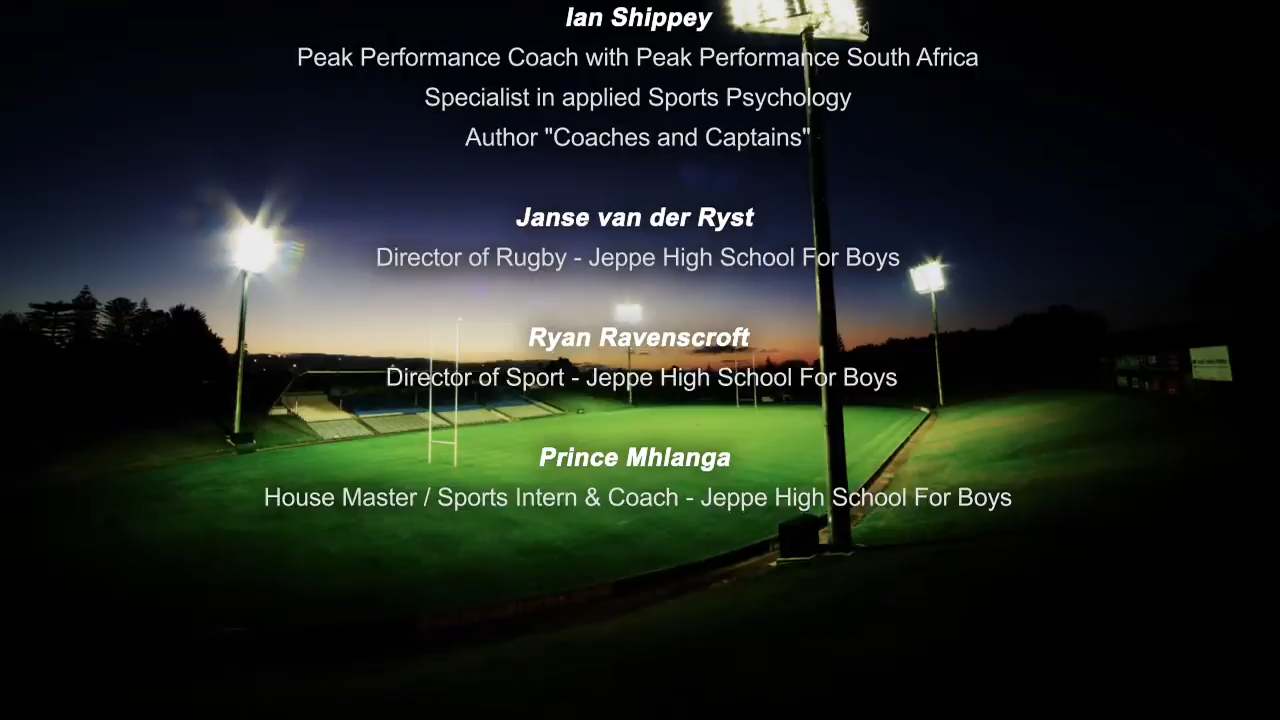 Ian Shippey
Peak Performance Coach with Peak Performance South Africa
Specialist in applied Sports Psychology
Author "Coaches and Captains"
Janse van der Ryst
Director of Rugby - Jeppe High School For Boys
Ryan Ravenscroft
Director of Sport - Jeppe High School For Boys
Prince Mhlanga
House Master / Sports Intern & Coach - Jeppe High School For Boys